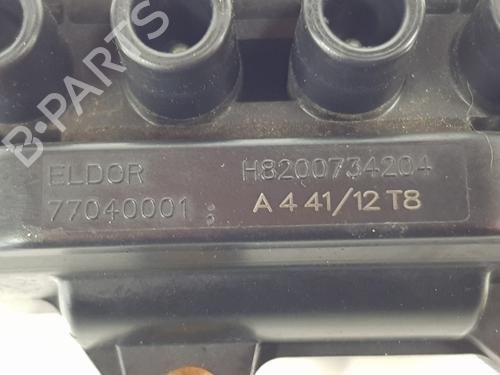 B-PARTS
ELDOR H8200734204
77040001 : A 4 41/12 T8